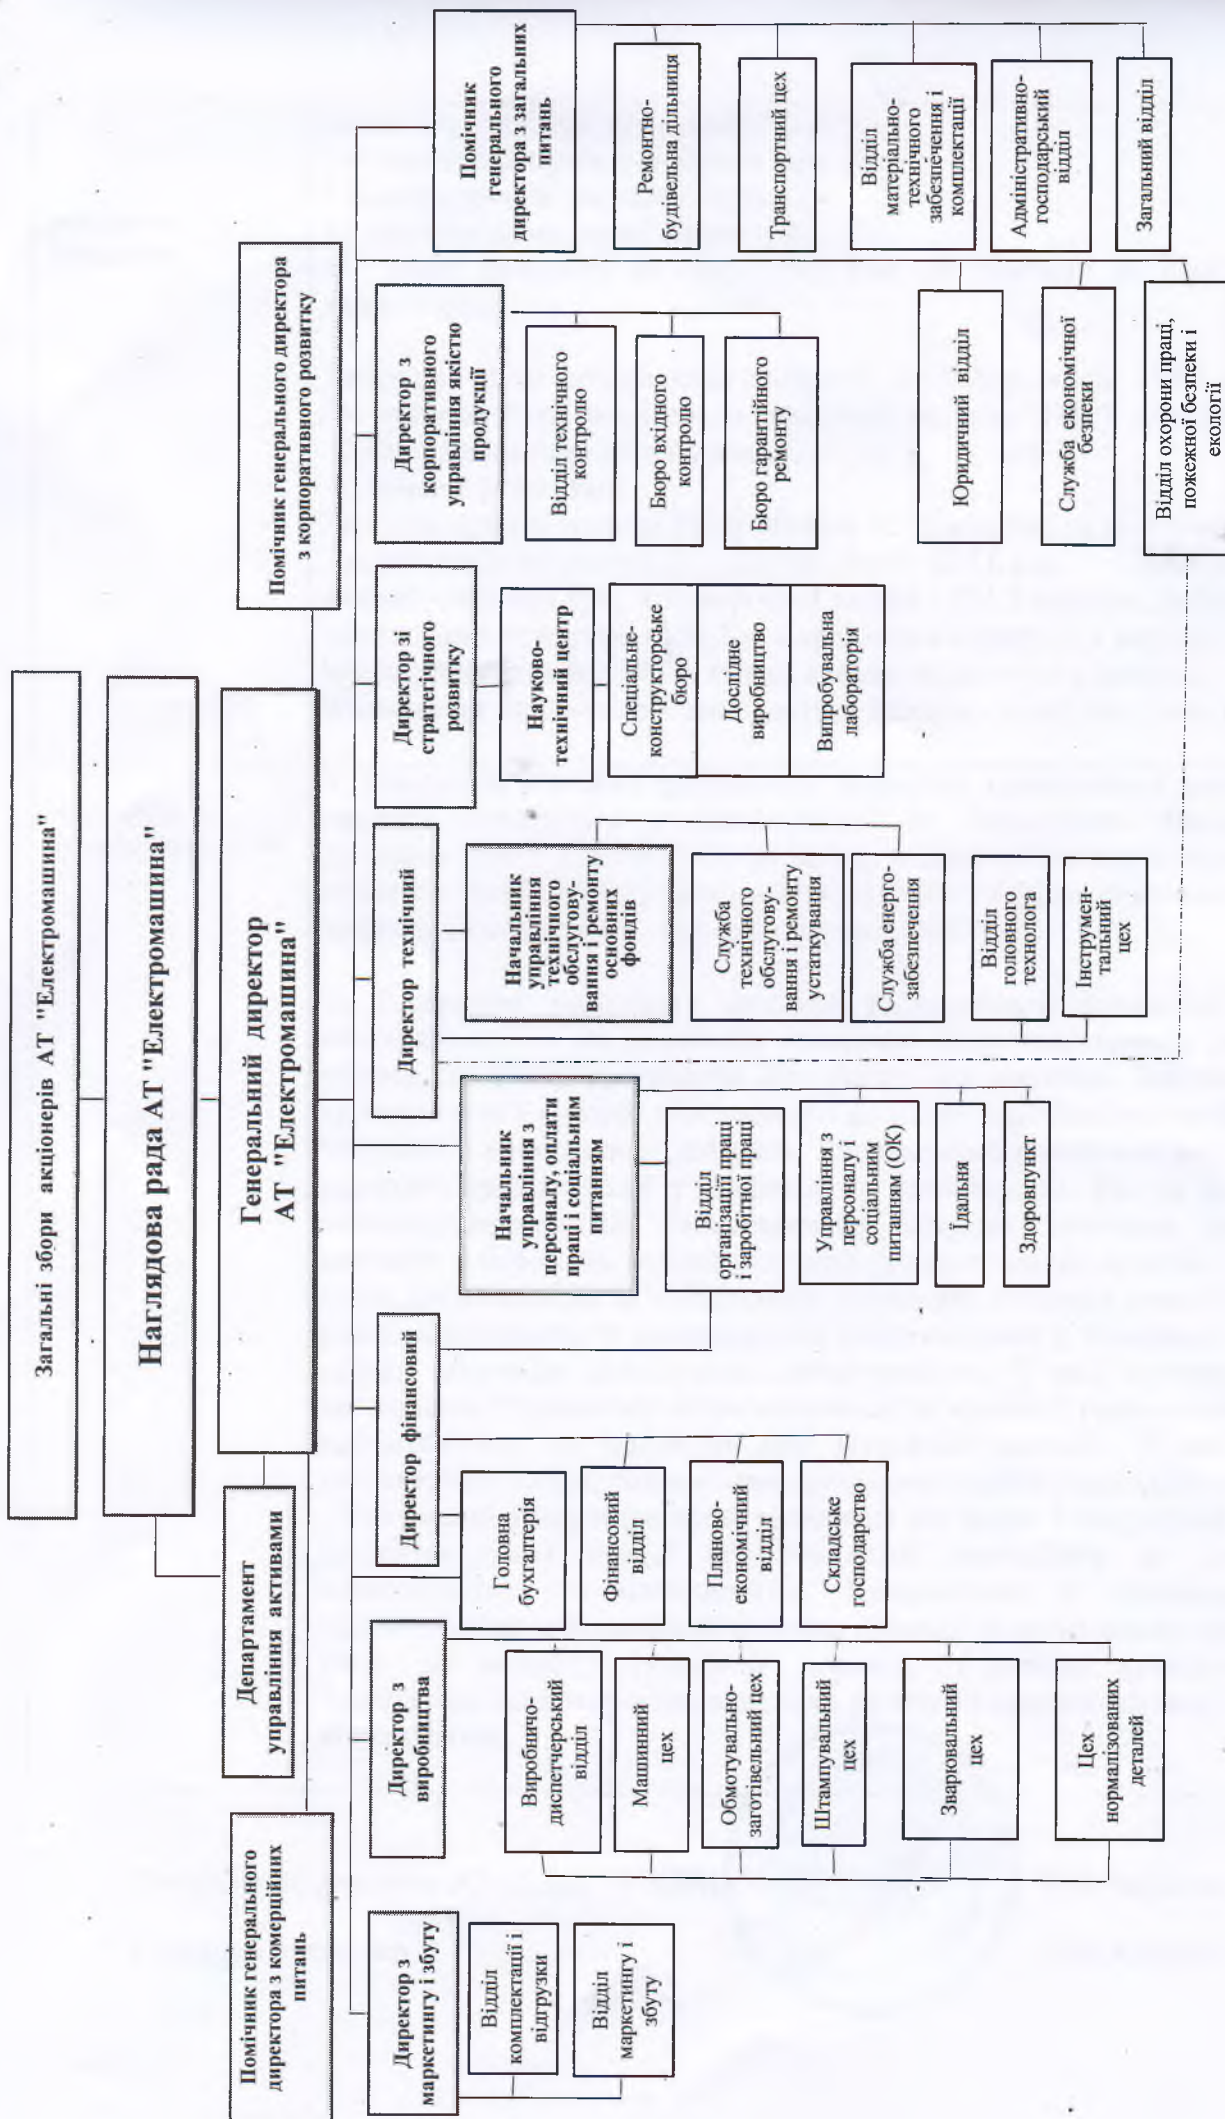 Загальні збори акціонерів АТ "Електромашина"
Наглядова рада АТ "Електромашина"
Генеральний директор
АТ "Електромашина"
Департамент
управління активами
Помічник генерального
директора з комерційних
питань
Помічник генерального директора
з корпоративного розвитку
Директор з
маркетингу і збуту
Відділ
комплектації і
відгрузки
Відділ
маркетингу і
збуту
Директор з
виробництва
Виробничо-
диспетчерський
відділ
Машинний
цех
Обмотувально-
заготівельний цех
Штампувальний
цех
Зварювальний
цех
Цех
нормалізованих
деталей
Директор фінансовий
Головна
бухгалтерія
Фінансовий
відділ
Планово-
економічний
відділ
Складське
господарство
Начальник
управління з
персоналу, оплати
праці і соціальним
питанням
Відділ
організації праці
і заробітної праці
Управління з
персоналу і
соціальним
питанням (ОК)
Їдальня
Здоровпункт
Директор технічний
Начальник
управління
технічного
обслугову-
вання і ремонту
основних
фондів
Служба
технічного
обслугову-
вання і ремонту
устаткування
Служба енерго-
забезпечення
Відділ
головного
технолога
Інструмен-
тальний
цех
Директор зі
стратегічного
розвитку
Науково-
технічний центр
Спеціальне-
конструкторське
бюро
Дослідне
виробництво
Випробувальна
лабораторія
Директор з
корпоративного
управління якістю
продукції
Відділ технічного
контролю
Бюро вхідного
контролю
Бюро гарантійного
ремонту
Юридичний відділ
Служба економічної
безпеки
Відділ охорони праці,
пожежної безпеки і
екології
Помічник
генерального
директора з загальних
питань
Ремонтно-
будівельна дільниця
Транспортний цех
Відділ
матеріально-
технічного
забезпечення і
комплектації
Адміністративно-
господарський
відділ
Загальний відділ